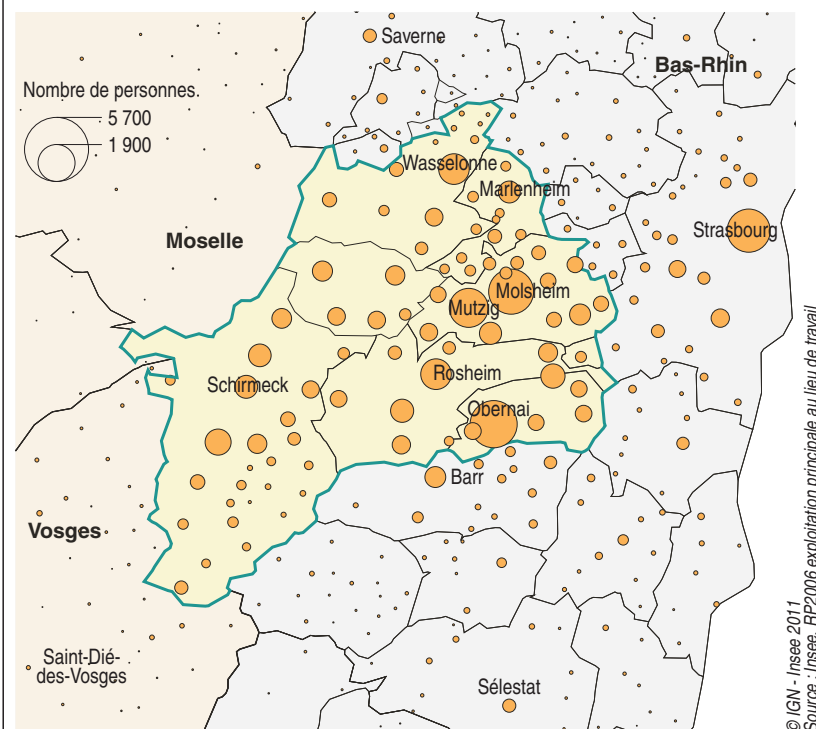 Saverne
Bas-Rhin
Nombre de personnes.
5 700
1 900
Wasselonne
Marlenheim
Strasbourg
Moselle
Molsheim
Mutzig
Schirmeck
Rosheim
Obernai
Barr
Vosges
Saint-Dié-
des-Vosges
Sélestat
© IGN - Insee 2011
Source : Insee, RP2006 exploitation principale au lieu de travail